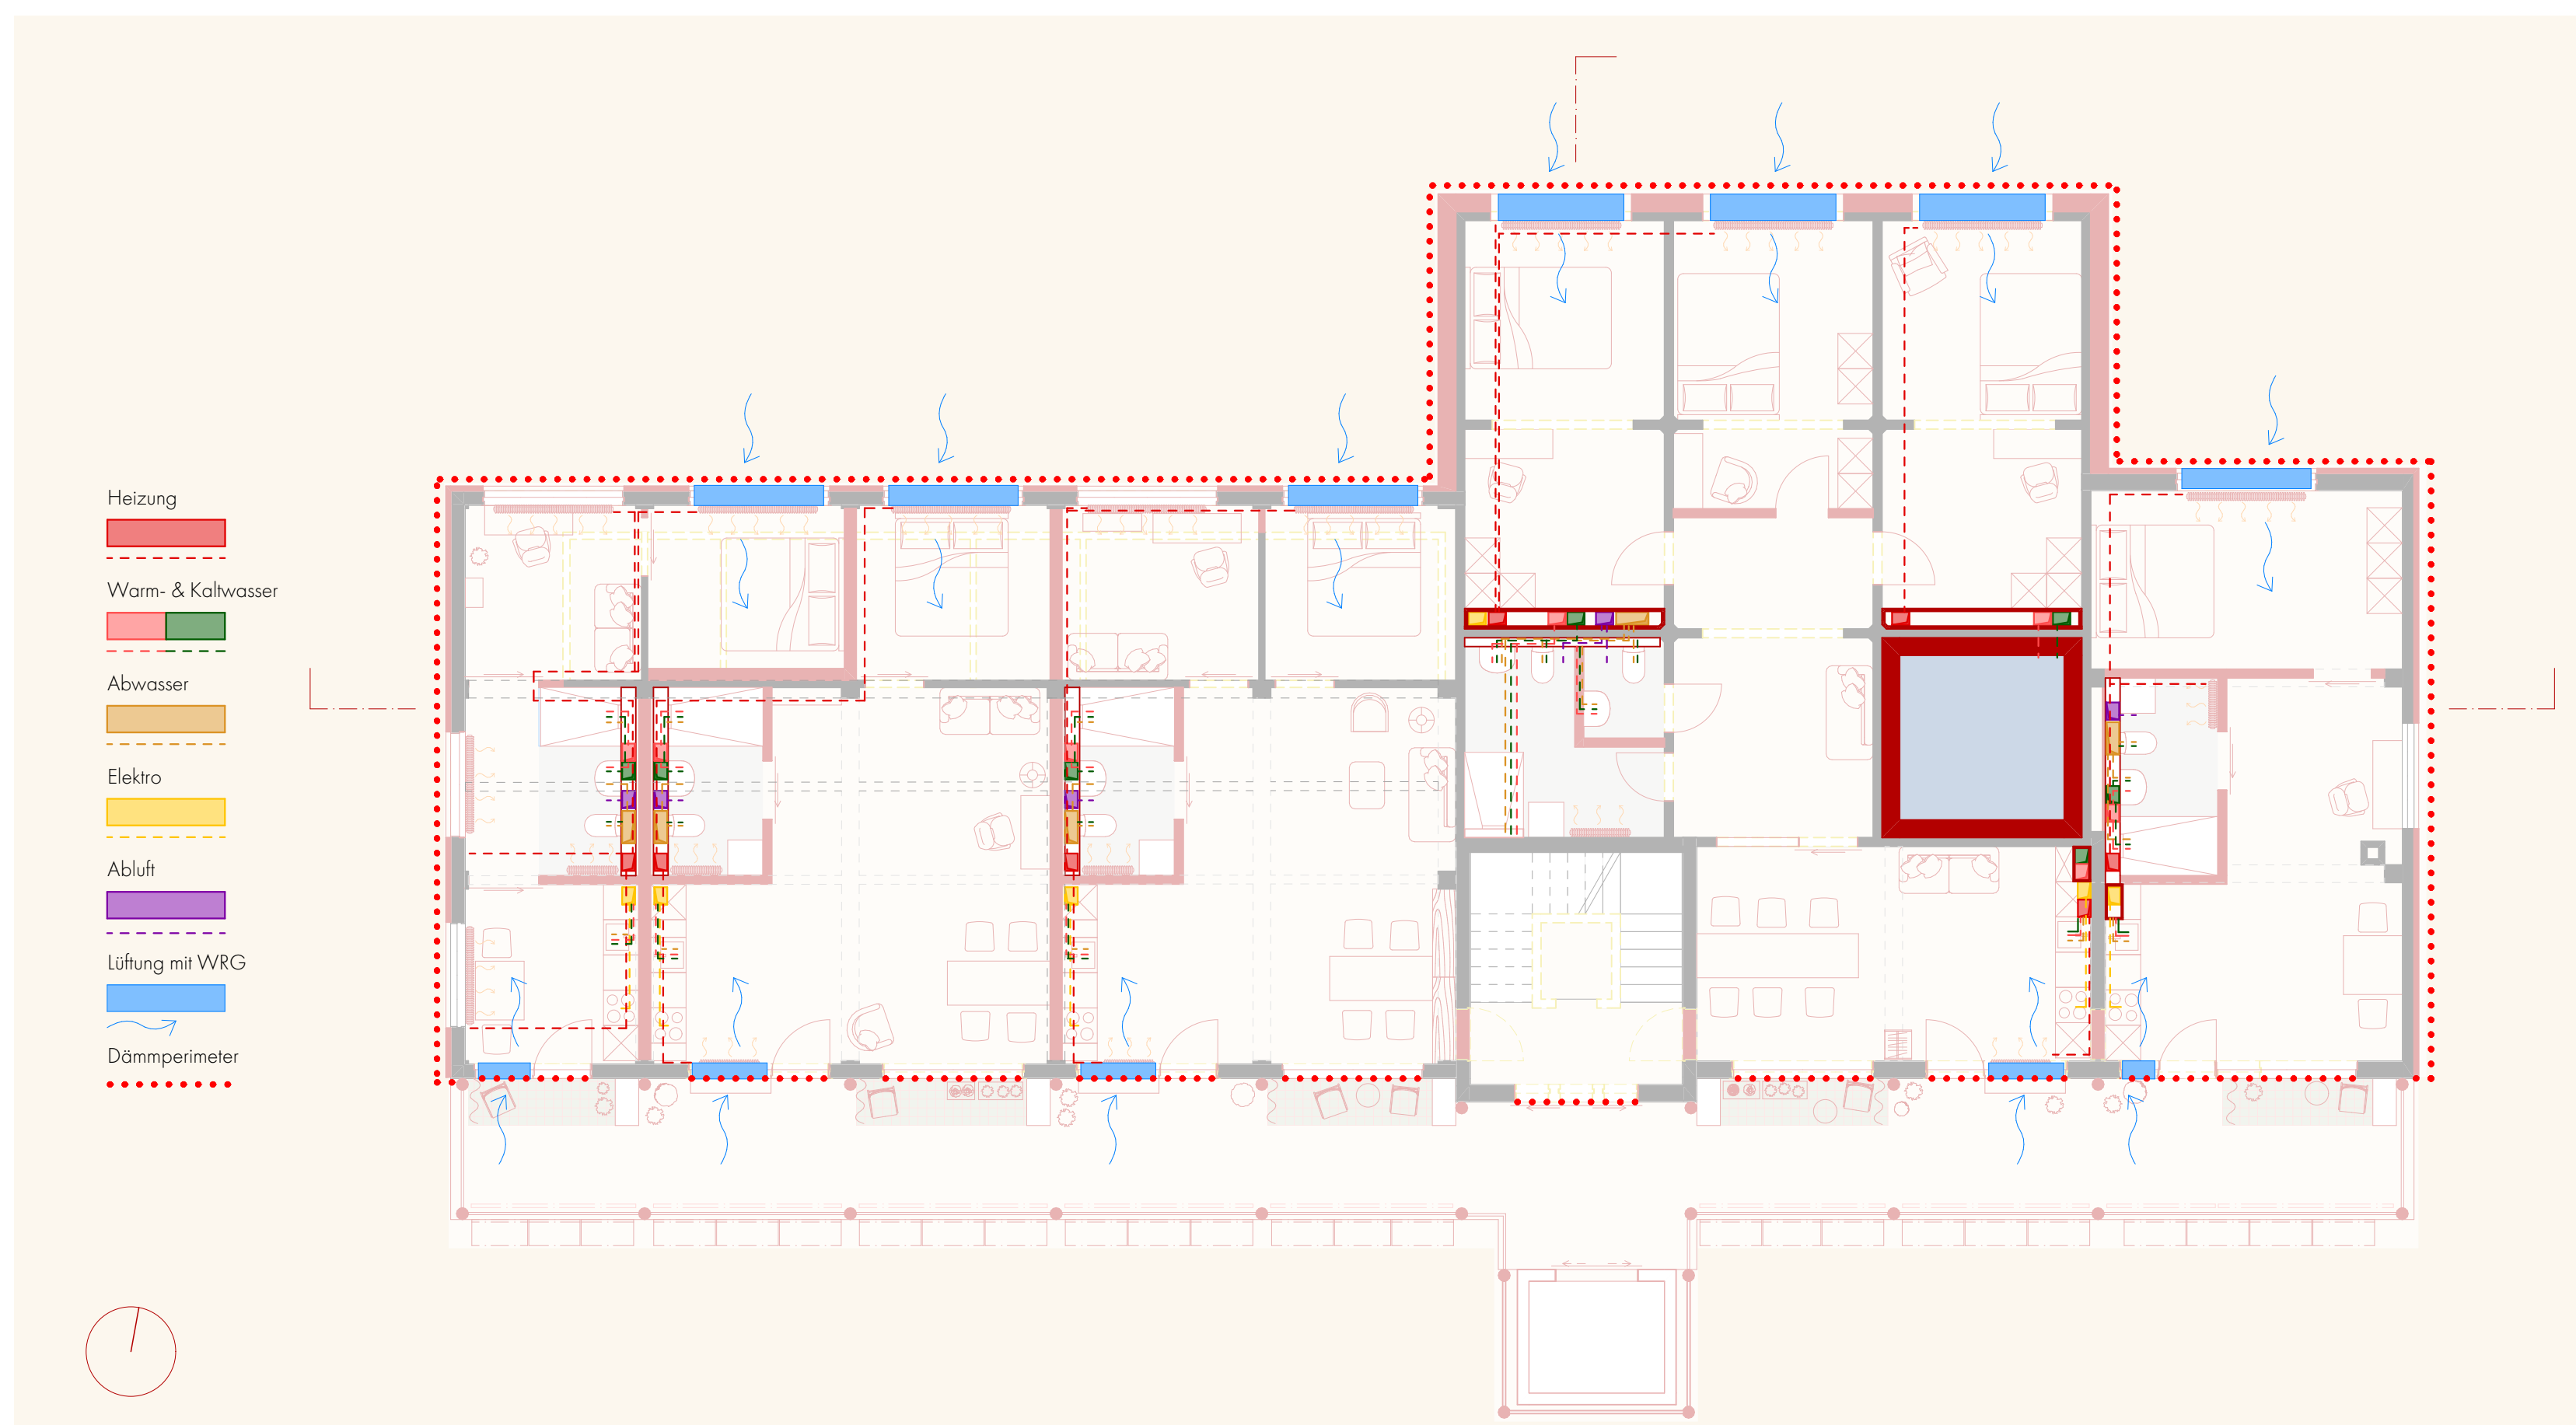 Heizung
Warm- & Kaltwasser
Abwasser
Elektro
Abluft
Lüftung mit WRG
Dämmperimeter